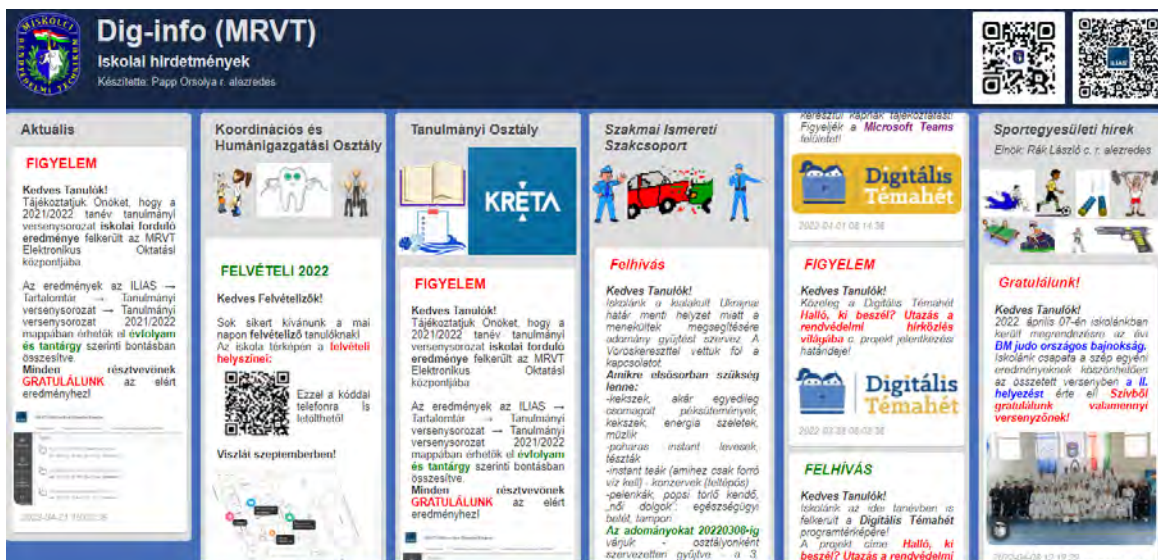 Dig-info (MRVT)
Iskolai hirdetmények
Készítette: Papp Orsolya r. alezredes
MISKOLCI
ILIAS
Aktuális
FIGYELEM
Kedves Tanulók!
Tájékoztatjuk Önöket, hogy a
2021/2022 tanév tanulmányi
versenysorozat iskolai forduló
eredménye felkerült az MRVT
Elektronikus Oktatási
központjába.
Az eredmények az ILIAS →
Tartalomtár → Tanulmányi
versenysorozat → Tanulmányi
versenysorozat 2021/2022
mappában érhetők el évfolyam
és tantárgy szerinti bontásban
összesítve.
Minden résztvevőnek
GRATULÁLUNK az elért
eredményhez!
Koordinációs és
Humánigazgatási Osztály
FELVÉTELI 2022
Kedves Felvételizők!
Sok sikert kívánunk a mai
napon felvételiző tanulóknak!
Az iskola térképen a felvételi
helyszínei:
Ezzel a kóddal
telefonra is
letölthető!
Viszlát szeptemberben!
Tanulmányi Osztály
KRÉTA
FIGYELEM
Kedves Tanulók!
Tájékoztatjuk Önöket, hogy a
2021/2022 tanév tanulmányi
versenysorozat iskolai forduló
eredménye felkerült az MRVT
Elektronikus Oktatási
központjába
Az eredmények az ILIAS →
Tartalomtár → Tanulmányi
versenysorozat → Tanulmányi
versenysorozat 2021/2022
mappában érhetők el évfolyam
és tantárgy szerinti bontásban
összesítve.
Minden résztvevőnek
GRATULÁLUNK az elért
eredményhez!
Szakmai Ismereti
Szakcsoport
Felhívás
Kedves Tanulók!
Iskolánk a kialakult Ukrajnai
határ menti helyzet miatt a
menekültek megsegítésére
adomány gyűjtést szervez. A
Vöröskereszttel vettük föl a
kapcsolatot.
Amikre elsősorban szükség
lenne:
-kekszek, akár egyedileg
csomagolt péksütemények,
kekszek, energia szeletek,
müzlik
-poharas instant levesek,
tészták
-instant teák (amihez csak forró
víz kell) - konzervek (feltépős)
-pelenkák, popsi törlő kendő,
„női dolgok”: egészségügyi
betét, tampon
Az adományokat 20220308-ig
várjuk - osztályonként
szervezetten gyűjtve - a 3.
keresztül kapnak tájékoztatást!
Figyeljék a Microsoft Teams
felületet!
Digitális
Témahét
2022-04-01 08:14:36
FIGYELEM
Kedves Tanulók!
Közeleg a Digitális Témahét
Halló, ki beszél? Utazás a
rendvédelmi hírközlés
világába c. projekt jelentkezési
határideje!
Digitális
Témahét
FELHÍVÁS
Kedves Tanulók!
Iskolánk az idei tanévben is
felkerült a Digitális Témahét
programtérképére!
A projekt címe Halló, ki
beszél? Utazás a rendvédelmi
Sportegyesületi hírek
Elnök: Rák László c. r. alezredes
Gratulálunk!
Kedves Tanulók!
2022. április 07-én iskolánkban
került megrendezésre az évi
BM judo országos bajnokság.
Iskolánk csapata a szép egyéni
eredményeknek köszönhetően
az összetett versenyben a II.
helyezést érte el! Szívből
gratulálunk valamennyi
versenyzőnek!